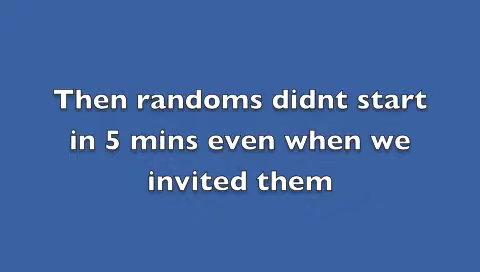 Then randoms didnt start
in 5 mins even when we
invited them